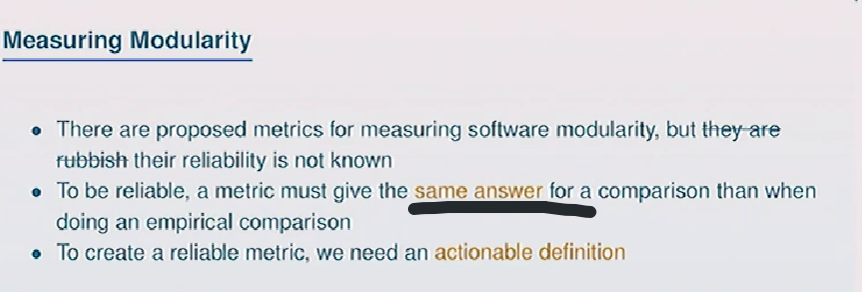 Measuring Modularity
There are proposed metrics for measuring software modularity, but they are
rubbish their reliability is not known
To be reliable, a metric must give the same answer for a comparison than when
doing an empirical comparison
To create a reliable metric, we need an actionable definition